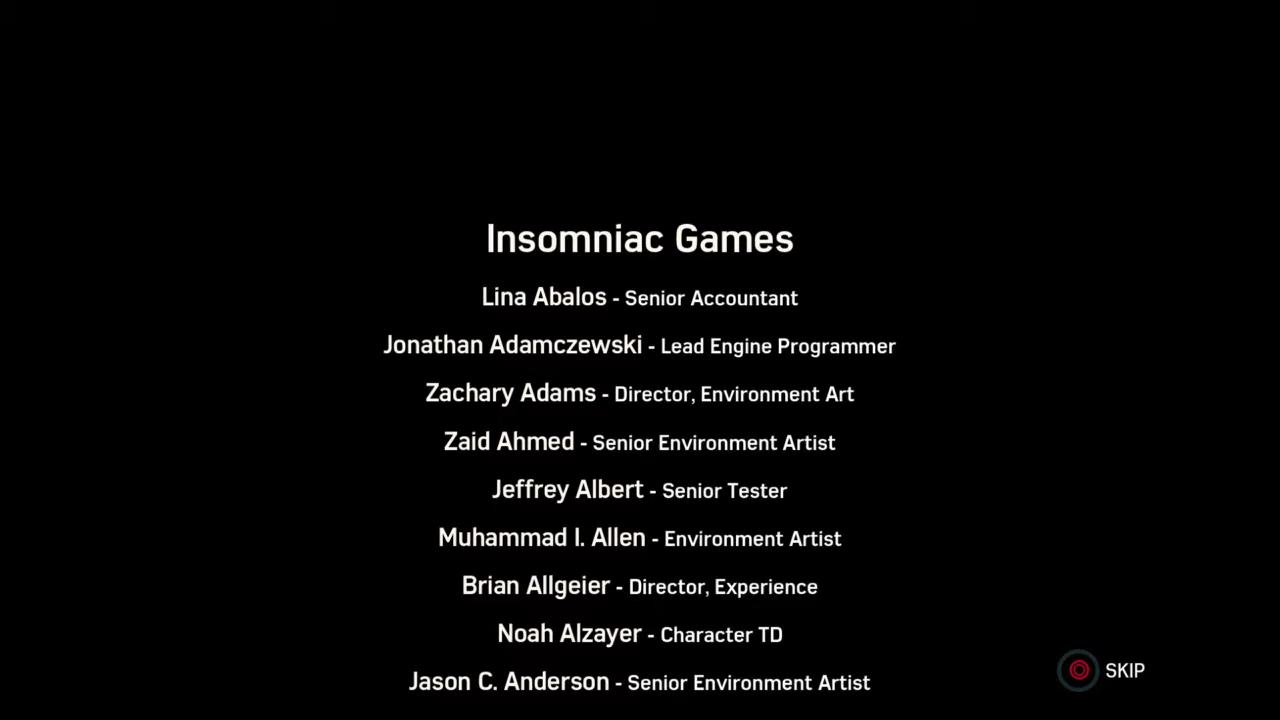 Insomniac Games
Lina Abalos - Senior Accountant
Jonathan Adamczewski - Lead Engine Programmer
Zachary Adams - Director, Environment Art
Zaid Ahmed - Senior Environment Artist
Jeffrey Albert - Senior Tester
Muhammad I. Allen - Environment Artist
Brian Allgeier - Director, Experience
Noah Alzayer - Character TD
Jason C. Anderson - Senior Environment Artist
SKIP